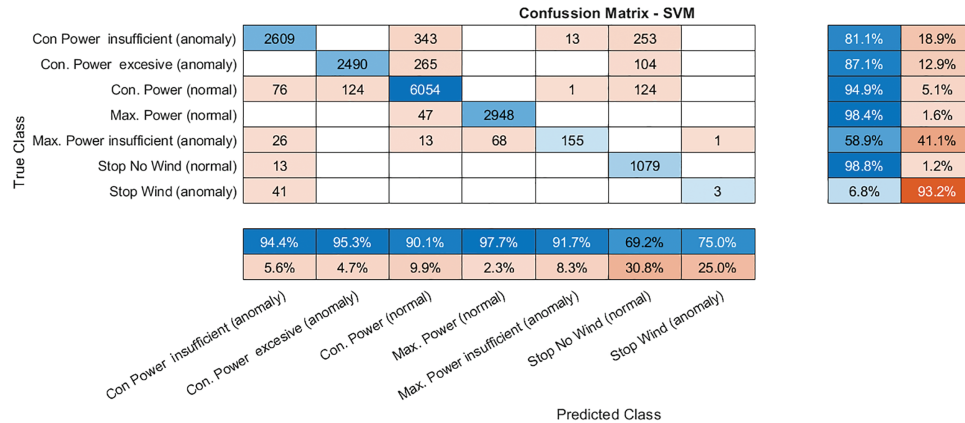 Confussion Matrix - SVM
Con Power insufficient (anomaly) 2609 343 13 253 81.1% 18.9%
Con. Power excesive (anomaly) 2490 265 104 87.1% 12.9%
Con. Power (normal) 76 124 6054 1 124 94.9% 5.1%
Max. Power (normal) 47 2948 98.4% 1.6%
Max. Power insufficient (anomaly) 26 13 68 155 1 58.9% 41.1%
Stop No Wind (normal) 13 1079 98.8% 1.2%
Stop Wind (anomaly) 41 3 6.8% 93.2%
True Class
94.4% 95.3% 90.1% 97.7% 91.7% 69.2% 75.0%
5.6% 4.7% 9.9% 2.3% 8.3% 30.8% 25.0%
Con Power insufficient (anomaly)
Con. Power excesive (anomaly)
Con. Power (normal)
Max. Power (normal)
Max. Power insufficient (anomaly)
Stop No Wind (normal)
Stop Wind (anomaly)
Predicted Class